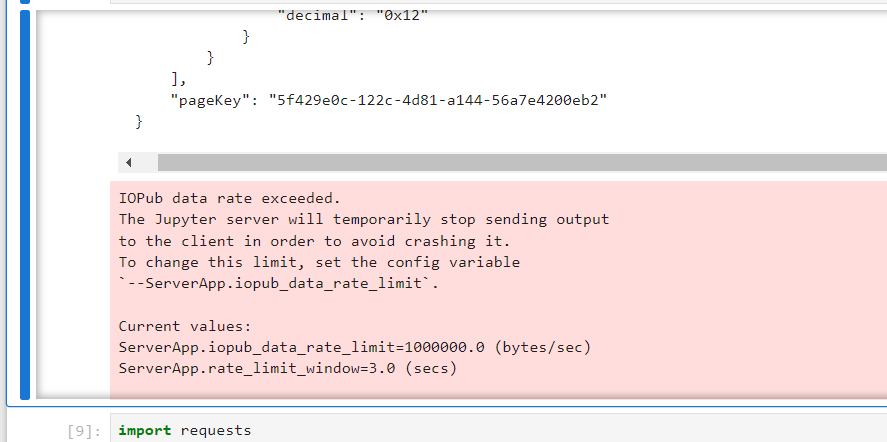 "decimal": "0x12"
}
}
],
"pageKey": "5f429e0c-122c-4d81-a144-56a7e4200eb2"
}
IOPub data rate exceeded.
The Jupyter server will temporarily stop sending output
to the client in order to avoid crashing it.
To change this limit, set the config variable
`--ServerApp.iopub_data_rate_limit`.
Current values:
ServerApp.iopub_data_rate_limit=1000000.0 (bytes/sec)
ServerApp.rate_limit_window=3.0 (secs)
[9]: import requests